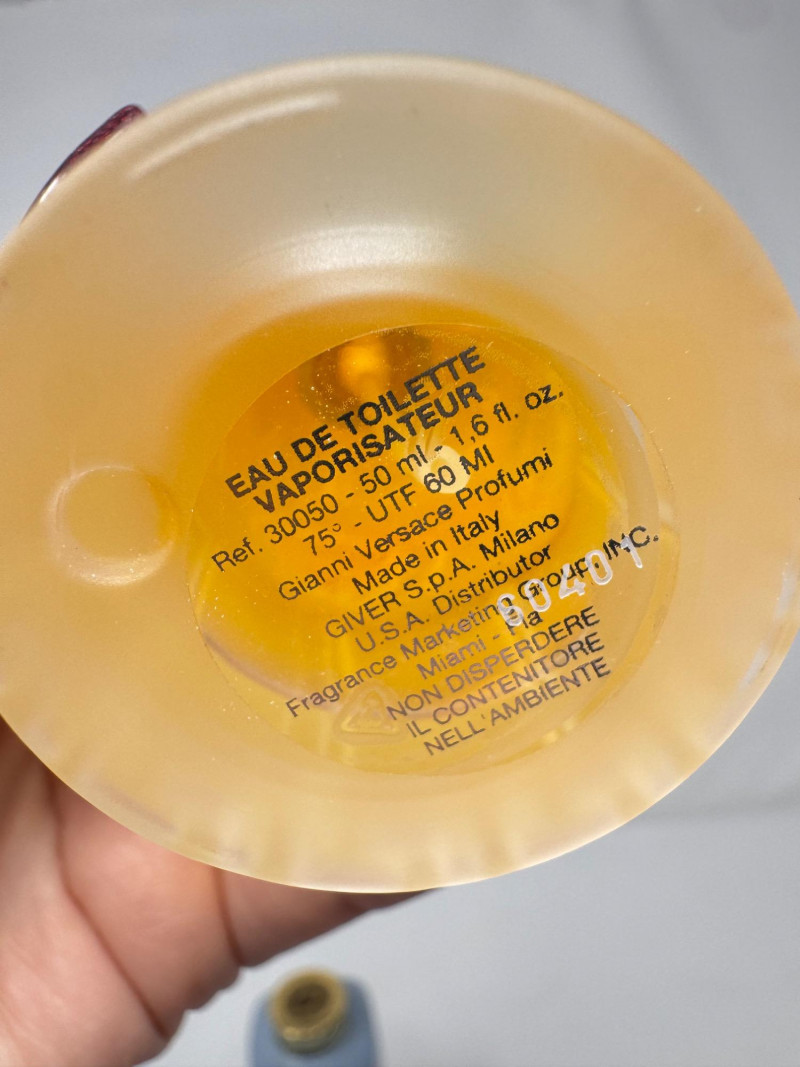 EAU DE TOILETTE
VAPORISATEUR
Ref. 30050 - 50 ml - 1,6 fl. oz.
75° - UTF 60 Ml
Gianni Versace Profumi
Made in Italy
GIVER S.p.A. Milano
U.S.A. Distributor
Fragrance Marketing Group, INC.
60401
Miami - Fla
NON DISPERDERE
IL CONTENITORE
NELL'AMBIENTE